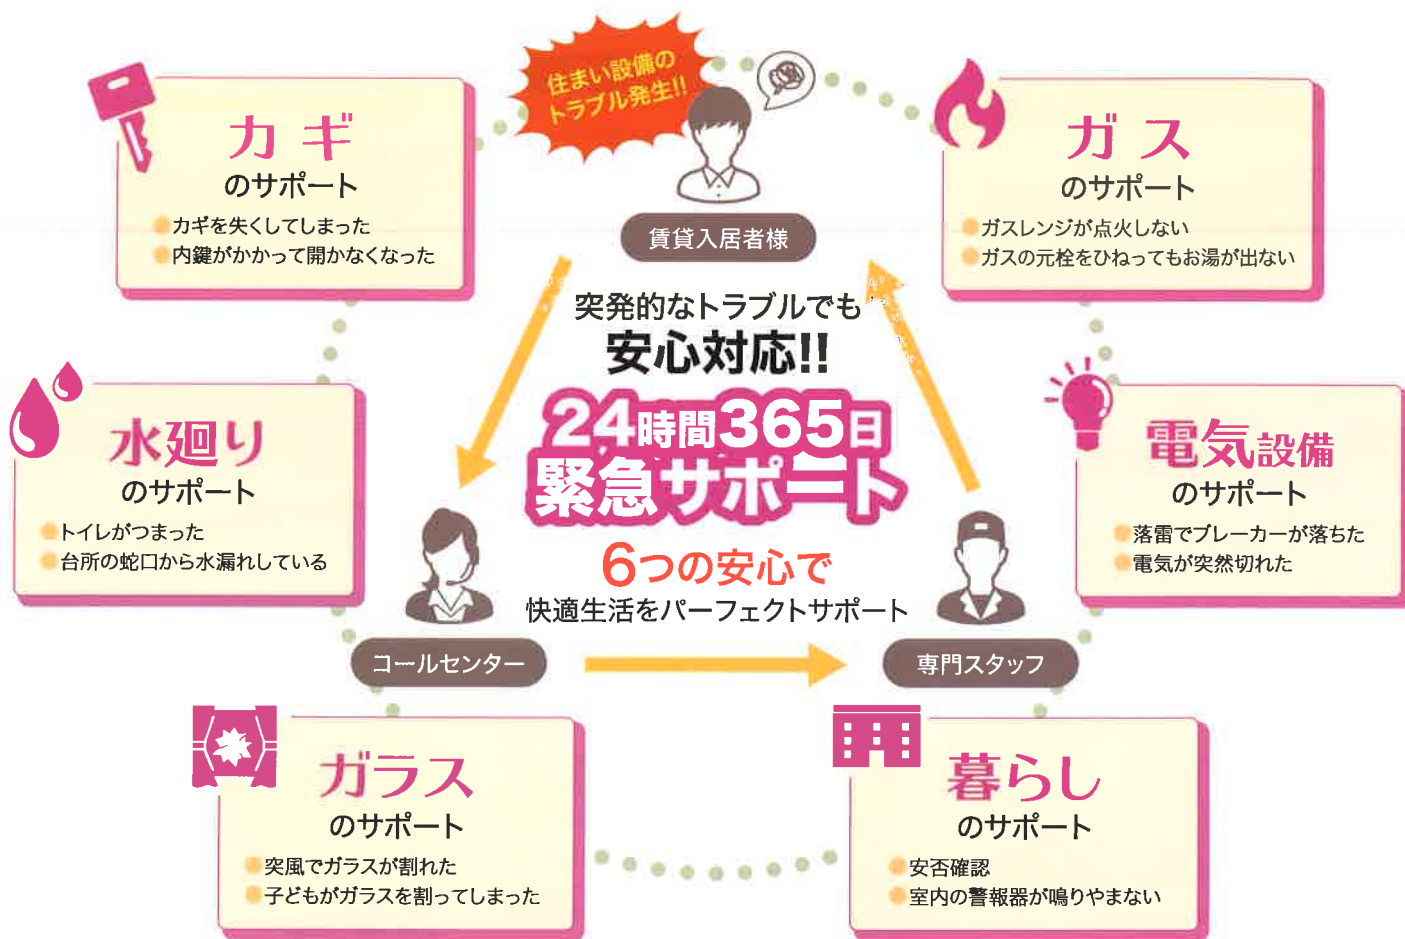 住まい設備の
トラブル発生!!
賃貸入居者様
カギ
のサポート
カギを失くしてしまった
内鍵がかかって開かなくなった
ガス
のサポート
ガスレンジが点火しない
ガスの元栓をひねってもお湯が出ない
突発的なトラブルでも
安心対応!!
24時間365日
緊急サポート
6つの安心で
快適生活をパーフェクトサポート
水廻り
のサポート
トイレがつまった
台所の蛇口から水漏れしている
電気設備
のサポート
落雷でブレーカーが落ちた
電気が突然切れた
コールセンター
専門スタッフ
ガラス
のサポート
突風でガラスが割れた
子どもがガラスを割ってしまった
暮らし
のサポート
安否確認
室内の警報器が鳴りやまない